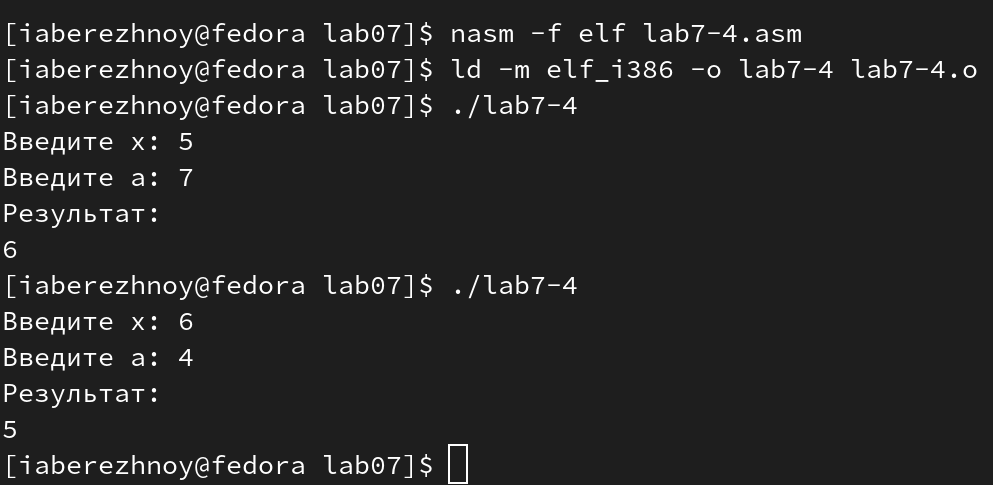 [iaberezhnoy@fedora lab07]$ nasm -f elf lab7-4.asm
[iaberezhnoy@fedora lab07]$ ld -m elf_i386 -o lab7-4 lab7-4.o
[iaberezhnoy@fedora lab07]$ ./lab7-4
Введите x: 5
Введите a: 7
Результат:
6
[iaberezhnoy@fedora lab07]$ ./lab7-4
Введите x: 6
Введите a: 4
Результат:
5
[iaberezhnoy@fedora lab07]$